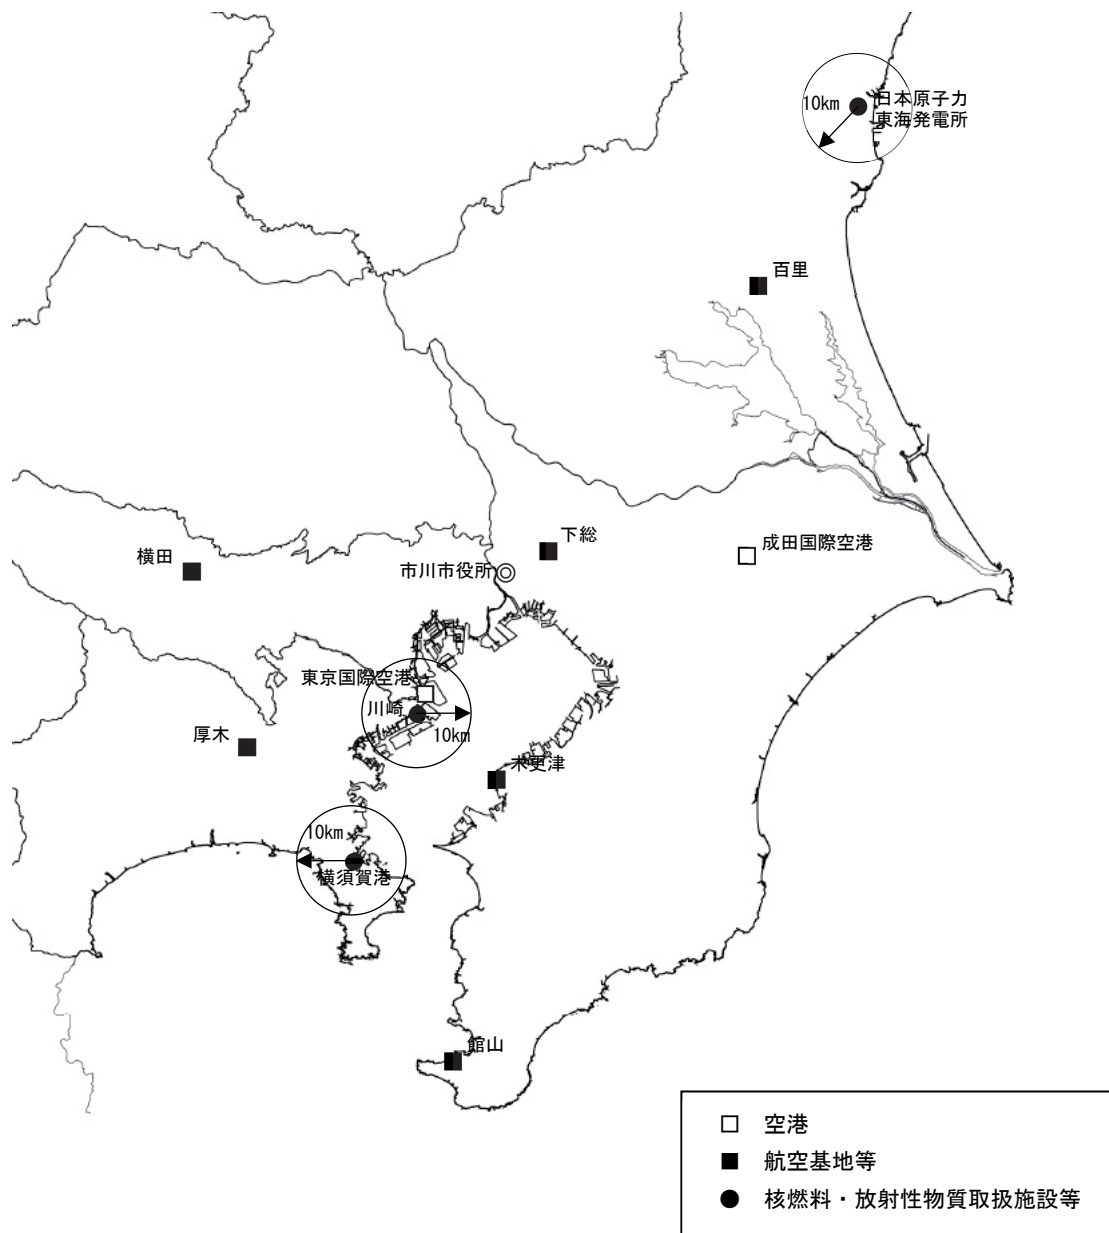 10km
日本原子力
東海発電所
百里
下総
横田
市川市役所
成田国際空港
東京国際空港
川崎
10km
厚木
木更津
10km
横須賀港
館山
空港
航空基地等
核燃料・放射性物質取扱施設等